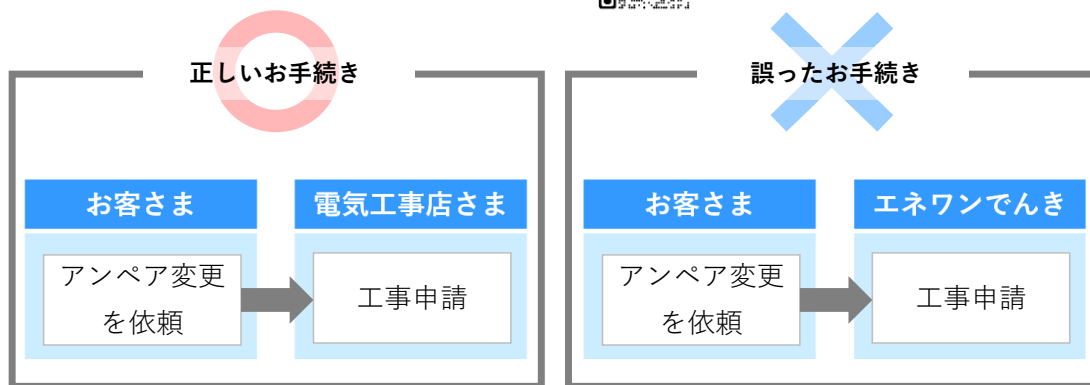 正しいお手続き
お客さま
電気工事店さま
アンペア変更
を依頼
工事申請
誤ったお手続き
お客さま
エネワンでんき
アンペア変更
を依頼
工事申請